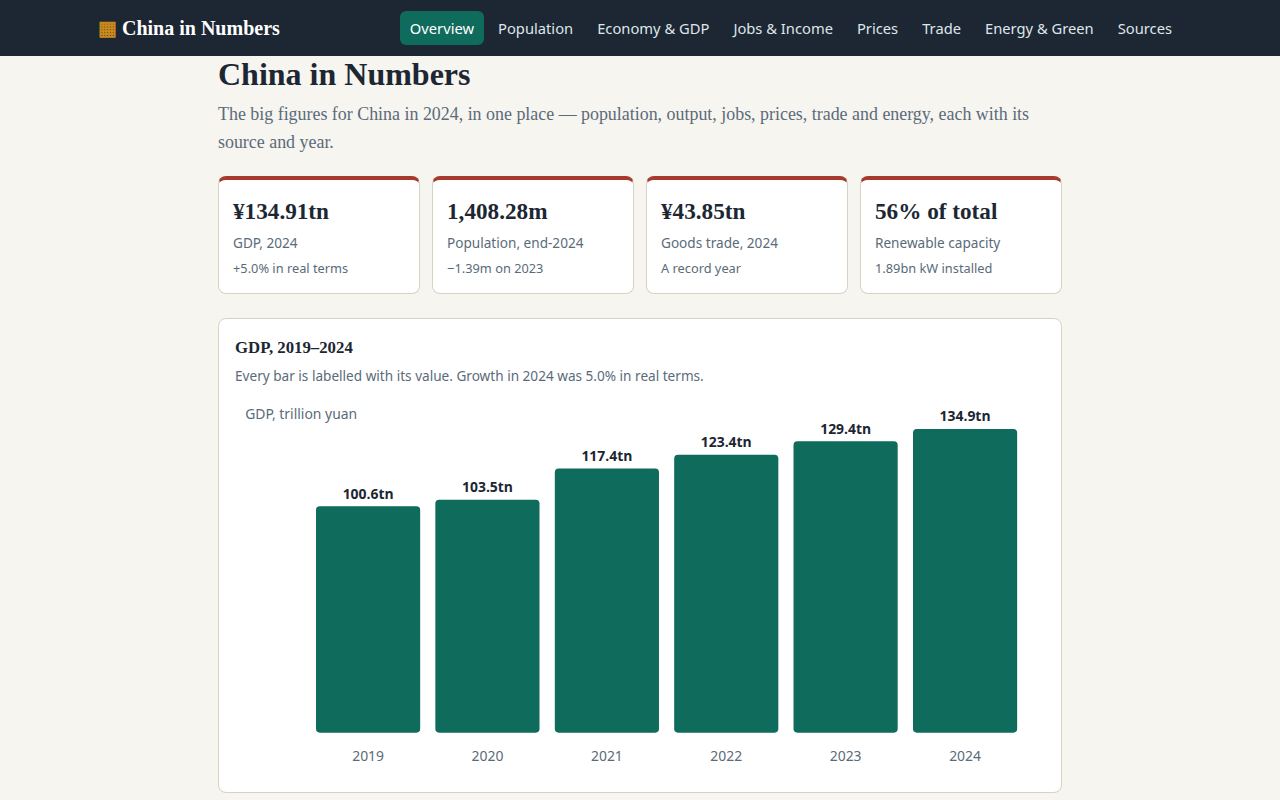 China in Numbers
Overview Population Economy & GDP Jobs & Income Prices Trade Energy & Green Sources
China in Numbers
The big figures for China in 2024, in one place — population, output, jobs, prices, trade and energy, each with its
source and year.
¥134.91tn
GDP, 2024
+5.0% in real terms
1,408.28m
Population, end-2024
−1.39m on 2023
¥43.85tn
Goods trade, 2024
A record year
56% of total
Renewable capacity
1.89bn kW installed
GDP, 2019–2024
Every bar is labelled with its value. Growth in 2024 was 5.0% in real terms.
GDP, trillion yuan
100.6tn 103.5tn 117.4tn 123.4tn 129.4tn 134.9tn
2019 2020 2021 2022 2023 2024